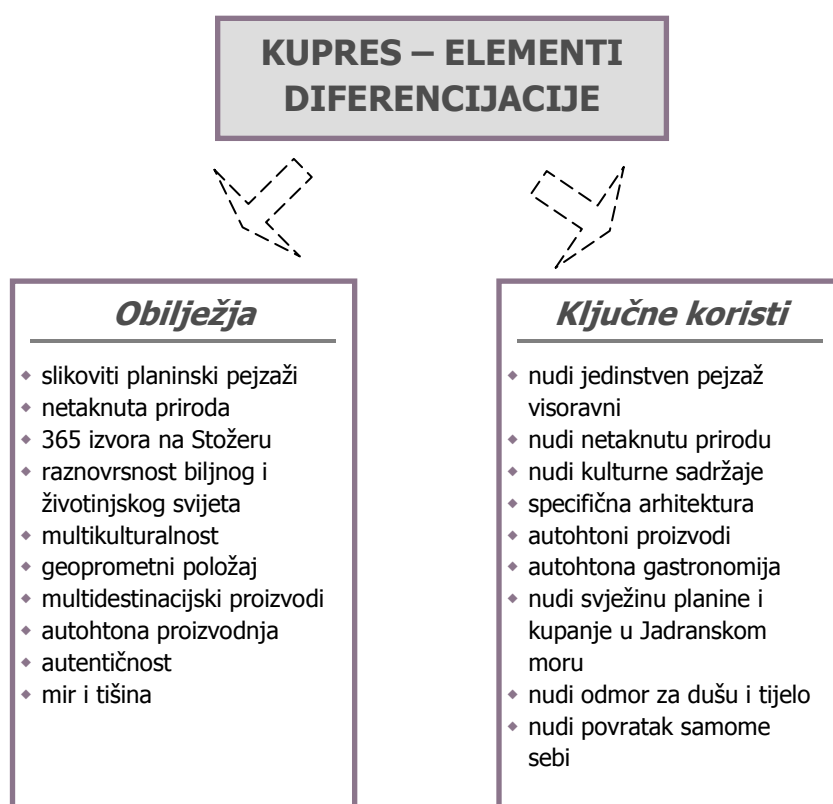 KUPRES – ELEMENTI
DIFERENCIJACIJE
Obilježja
slikoviti planinski pejzaži
netaknuta priroda
365 izvora na Stožeru
raznovrsnost biljnog i
životinjskog svijeta
multikulturalnost
geoprometni položaj
multidestinacijski proizvodi
autohtona proizvodnja
autentičnost
mir i tišina
Ključne koristi
nudi jedinstven pejzaž
visoravni
nudi netaknutu prirodu
nudi kulturne sadržaje
specifična arhitektura
autohtoni proizvodi
autohtona gastronomija
nudi svježinu planine i
kupanje u Jadranskom
moru
nudi odmor za dušu i tijelo
nudi povratak samome
sebi